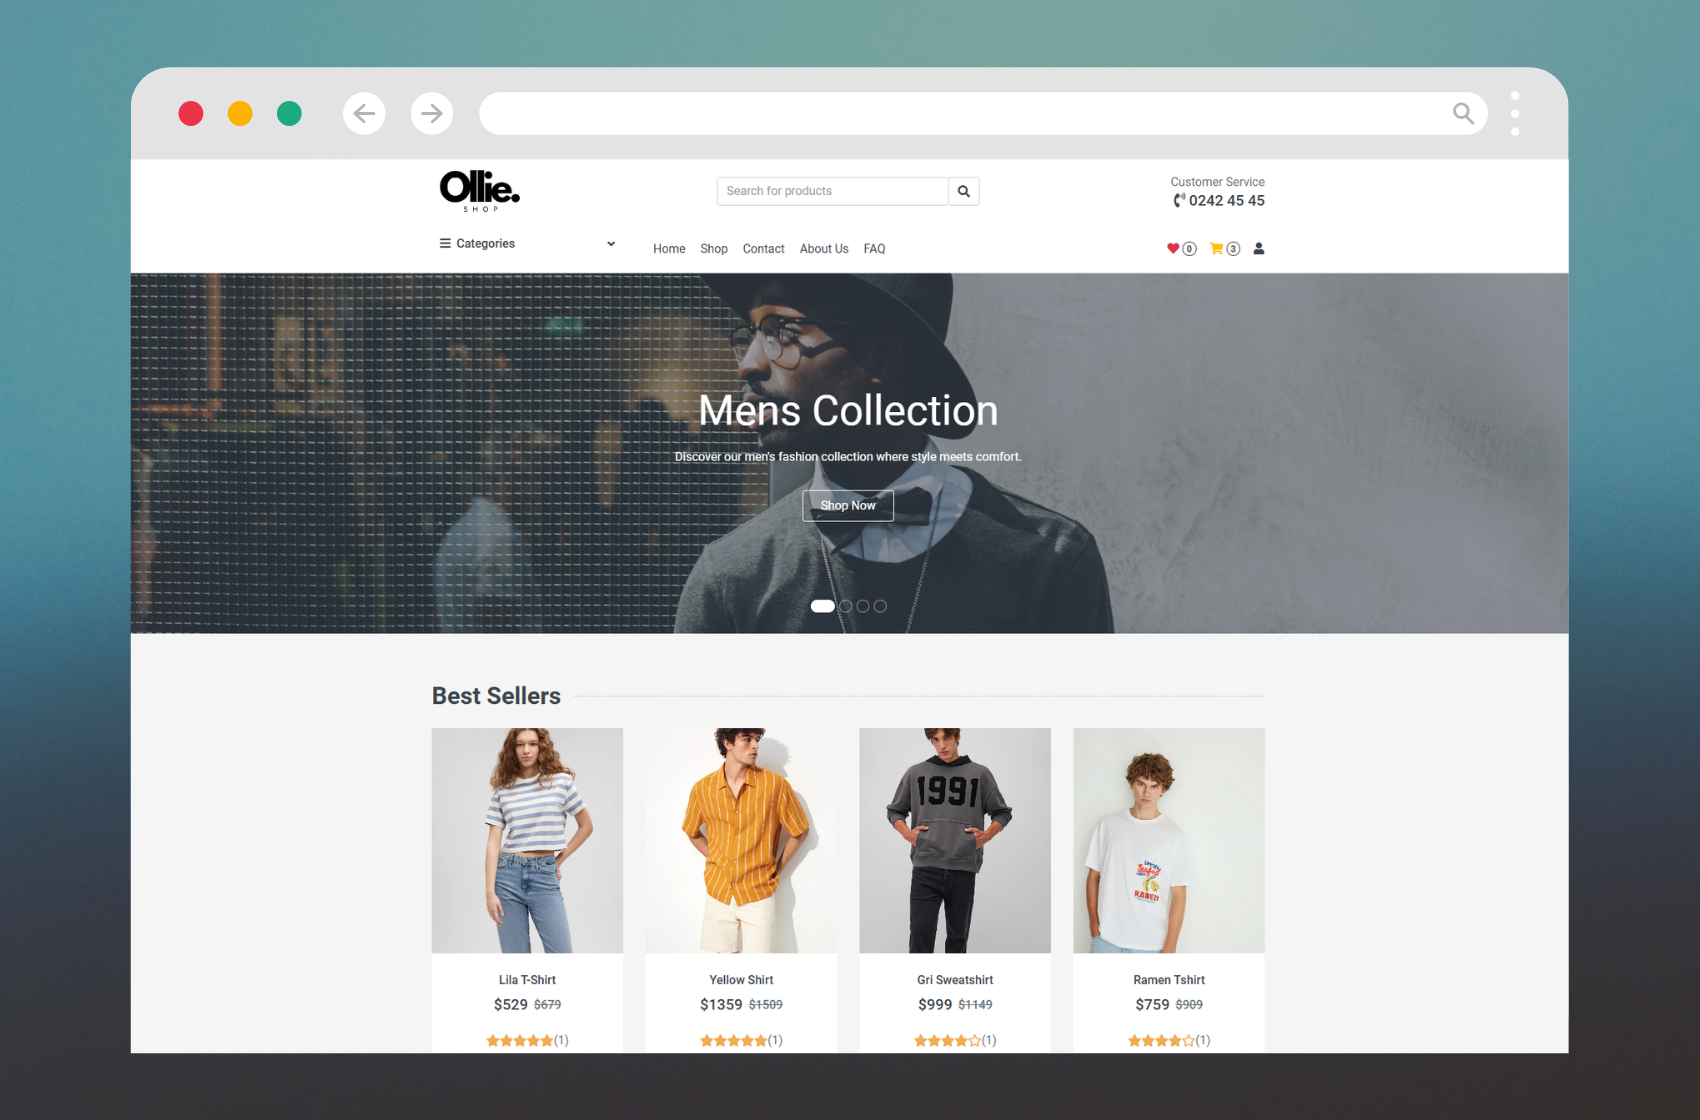 Ollie.
SHOP
Search for products
Customer Service
0242 45 45
Categories
Home Shop Contact About Us FAQ
0 3
Mens Collection
Discover our men's fashion collection where style meets comfort.
Shop Now
Best Sellers
1991
Seafood
RAMEN
Lila T-Shirt
$529 $679
(1)
Yellow Shirt
$1359 $1509
(1)
Gri Sweatshirt
$999 $1149
(1)
Ramen Tshirt
$759 $909
(1)